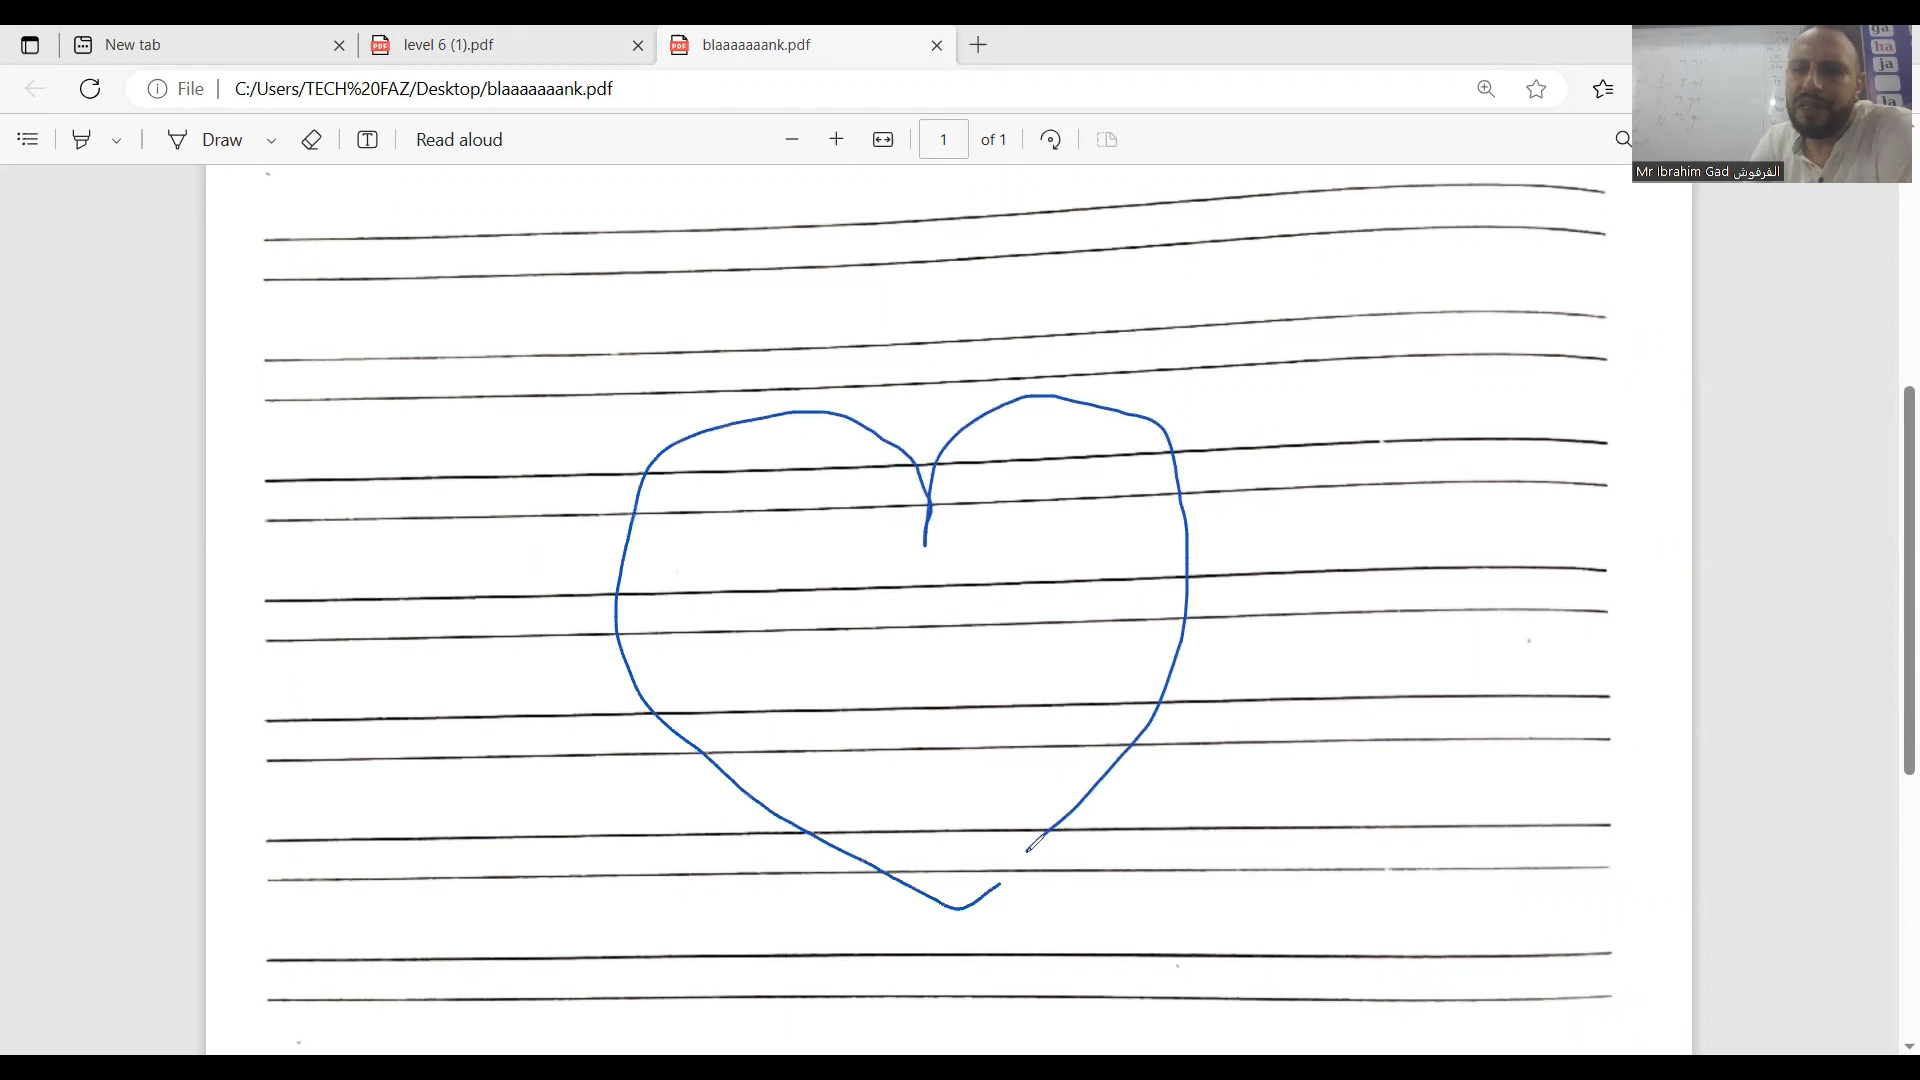 New tab
level 6 (1).pdf
blaaaaaaank.pdf
File
C:/Users/TECH%20FAZ/Desktop/blaaaaaaank.pdf
Draw
Read aloud
1
of 1
ga
ha
ja
la
Mr Ibrahim Gad الفرفوش